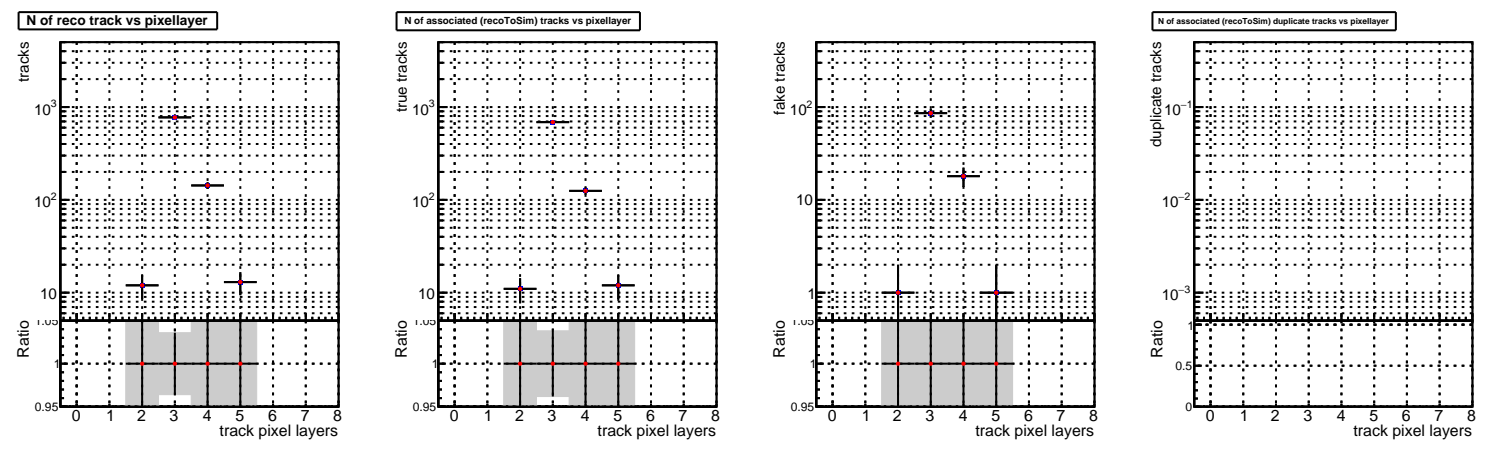 N of reco track vs pixellayer
tracks
10³
10²
10
Ratio
1.05
1
0.95
0 1 2 3 4 5 6 7 8
track pixel layers
N of associated (recoToSim) tracks vs pixellayer
true tracks
10³
10²
10
Ratio
1.05
1
0.95
0 1 2 3 4 5 6 7 8
track pixel layers
fake tracks
10²
10
1
Ratio
1.05
1
0.95
0 1 2 3 4 5 6 7 8
track pixel layers
N of associated (recoToSim) duplicate tracks vs pixellayer
duplicate tracks
10⁻¹
10⁻²
10⁻³
Ratio
1
0.5
0
0 1 2 3 4 5 6 7 8
track pixel layers